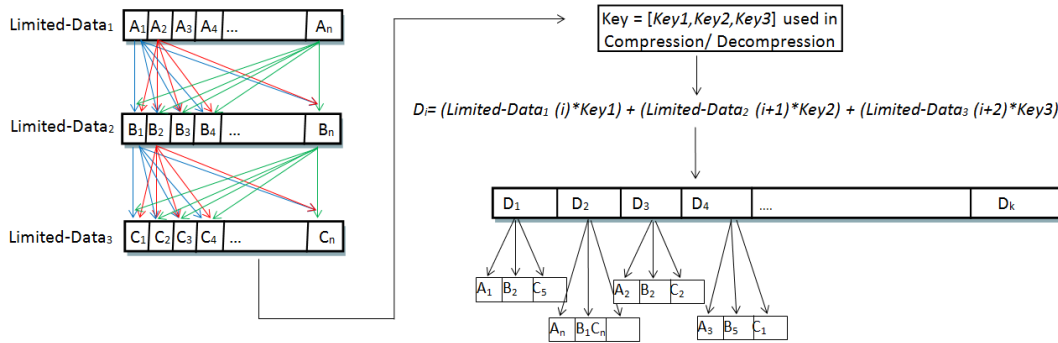 Limited-Data₁ A₁ A₂ A₃ A₄ ... Aₙ
Limited-Data₂ B₁ B₂ B₃ B₄ ... Bₙ
Limited-Data₃ C₁ C₂ C₃ C₄ ... Cₙ
Key = [Key1,Key2,Key3] used in
Compression/ Decompression
Dᵢ= (Limited-Data₁ (i)*Key1) + (Limited-Data₂ (i+1)*Key2) + (Limited-Data₃ (i+2)*Key3)
D₁ D₂ D₃ D₄ .... Dₖ
A₁ B₂ C₅
Aₙ B₁ Cₙ
A₂ B₂ C₂
A₃ B₅ C₁